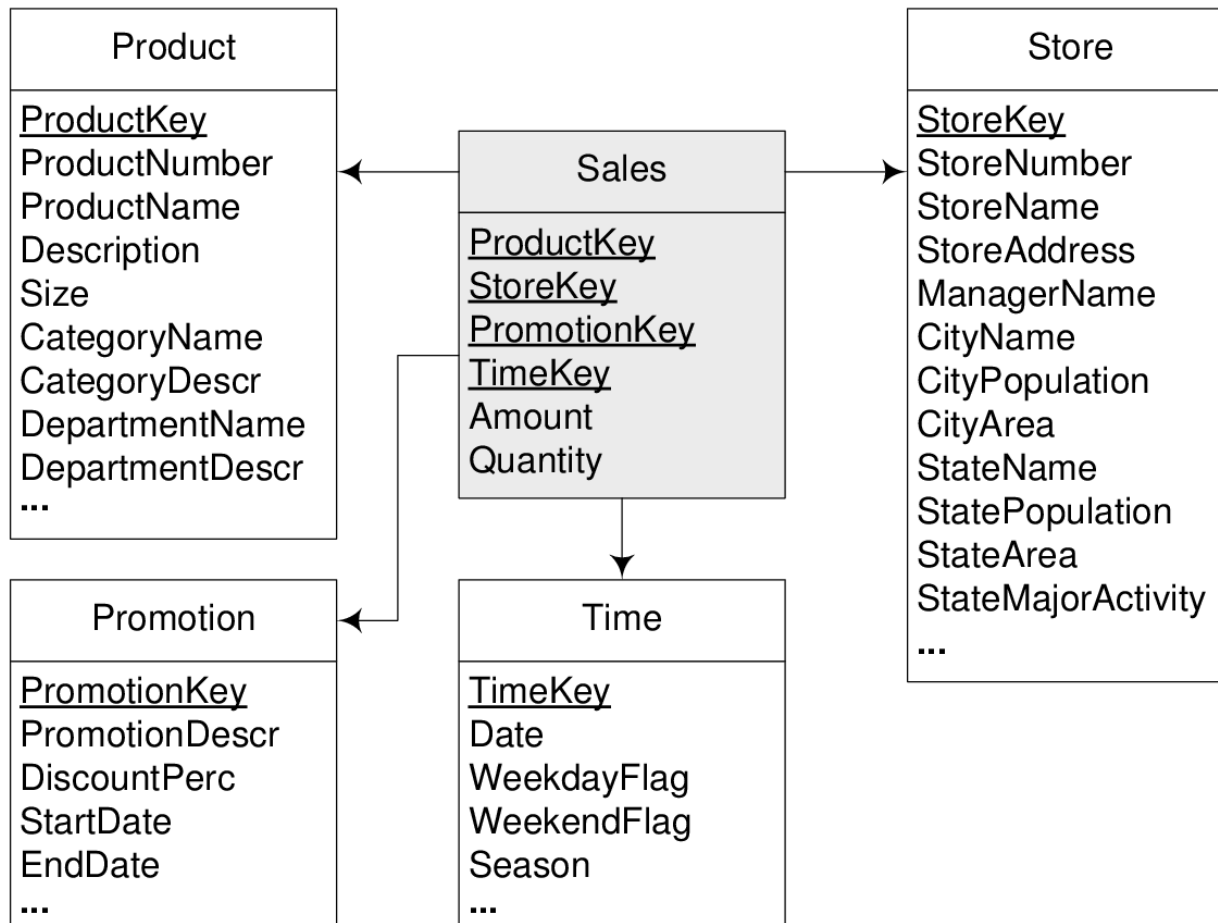 Product
ProductKey
ProductNumber
ProductName
Description
Size
CategoryName
CategoryDescr
DepartmentName
DepartmentDescr
...
Sales
ProductKey
StoreKey
PromotionKey
TimeKey
Amount
Quantity
Store
StoreKey
StoreNumber
StoreName
StoreAddress
ManagerName
CityName
CityPopulation
CityArea
StateName
StatePopulation
StateArea
StateMajorActivity
...
Promotion
PromotionKey
PromotionDescr
DiscountPerc
StartDate
EndDate
...
Time
TimeKey
Date
WeekdayFlag
WeekendFlag
Season
...